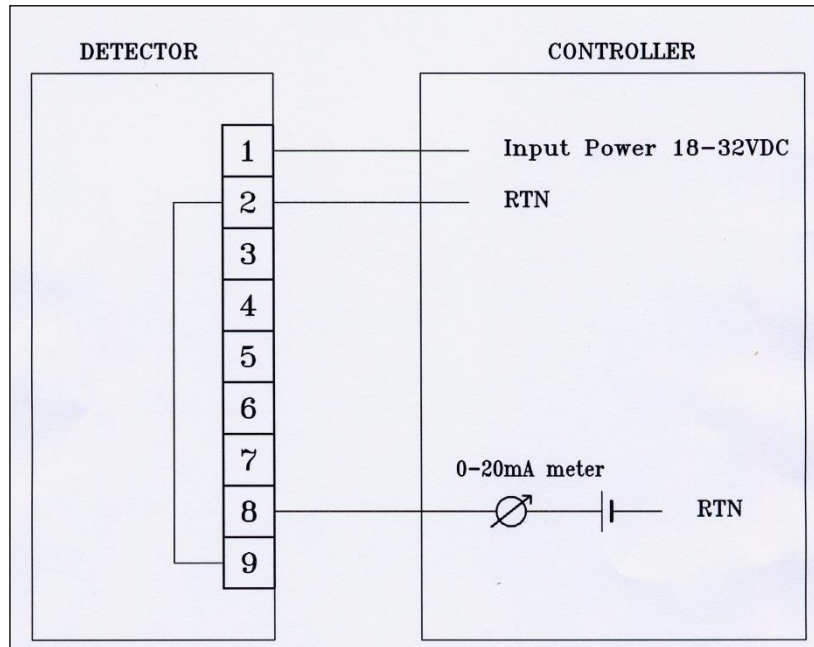 DETECTOR
CONTROLLER
1
Input Power 18-32VDC
2
RTN
3
4
5
6
7
0-20mA meter
8
RTN
9